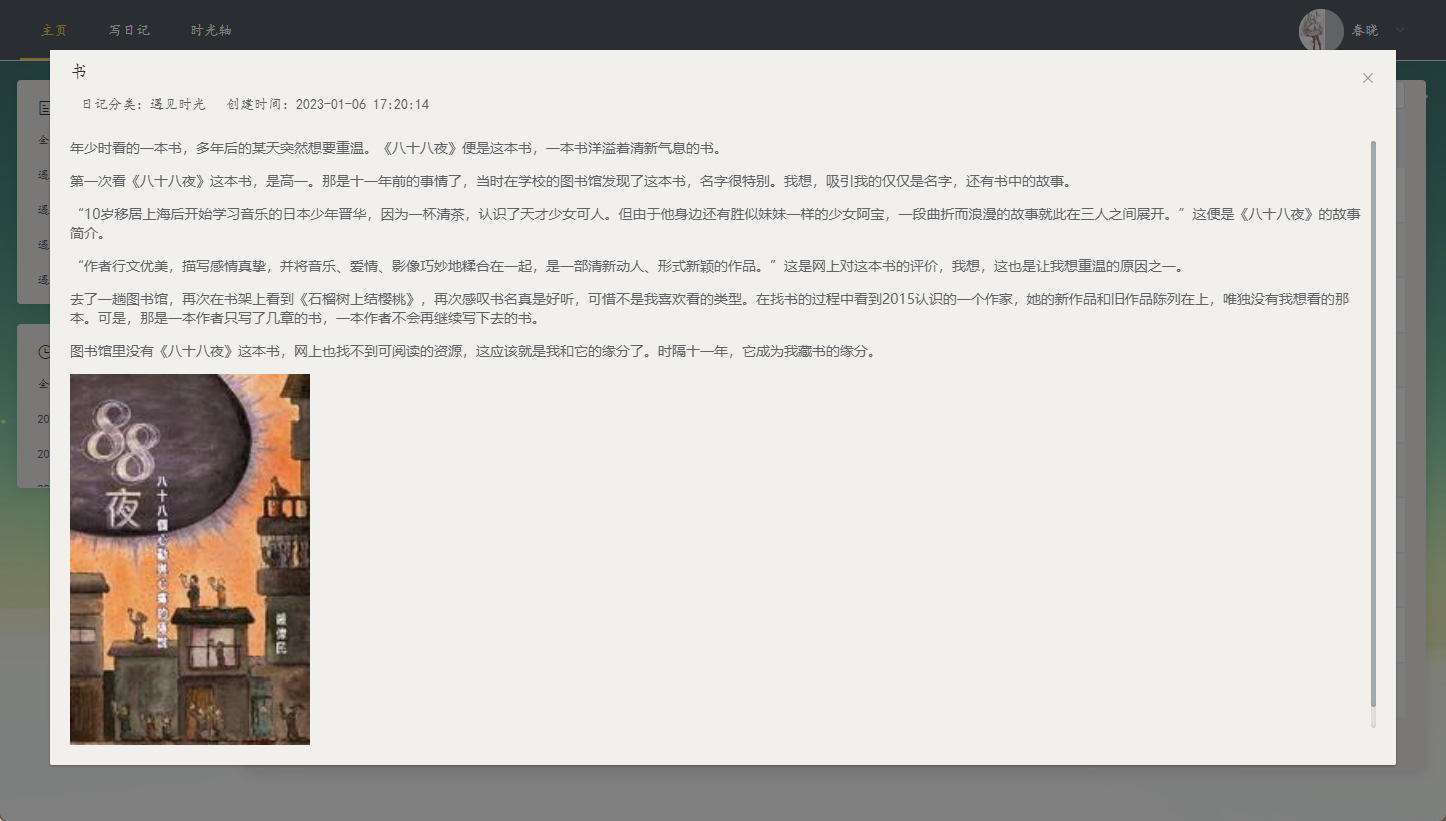 主页 写日记 时光轴 春晓
书
日记分类：遇见时光 创建时间：2023-01-06 17:20:14
年少时看的一本书，多年后的某天突然想要重温。《八十八夜》便是这本书，一本书洋溢着清新气息的书。
第一次看《八十八夜》这本书，是高一。那是十一年前的事情了，当时在学校的图书馆发现了这本书，名字很特别。我想，吸引我的仅仅是名字，还有书中的故事。
“10岁移居上海后开始学习音乐的日本少年晋华，因为一杯清茶，认识了天才少女可人。但由于他身边还有胜似妹妹一样的少女阿宝，一段曲折而浪漫的故事就此在三人之间展开。”这便是《八十八夜》的故事
简介。
“作者行文优美，描写感情真挚，并将音乐、爱情、影像巧妙地糅合在一起，是一部清新动人、形式新颖的作品。”这是网上对这本书的评价，我想，这也是让我想重温的原因之一。
去了一趟图书馆，再次在书架上看到《石榴树上结樱桃》，再次感叹书名真是好听，可惜不是我喜欢看的类型。在找书的过程中看到2015认识的一个作家，她的新作品和旧作品陈列在上，唯独没有我想看的那
本。可是，那是一本作者只写了几章的书，一本作者不会再继续写下去的书。
图书馆里没有《八十八夜》这本书，网上也找不到可阅读的资源，这应该就是我和它的缘分了。时隔十一年，它成为我藏书的缘分。
全
遇
遇
遇
遇
全
20
20
88
夜
八十八個心動與心痛的